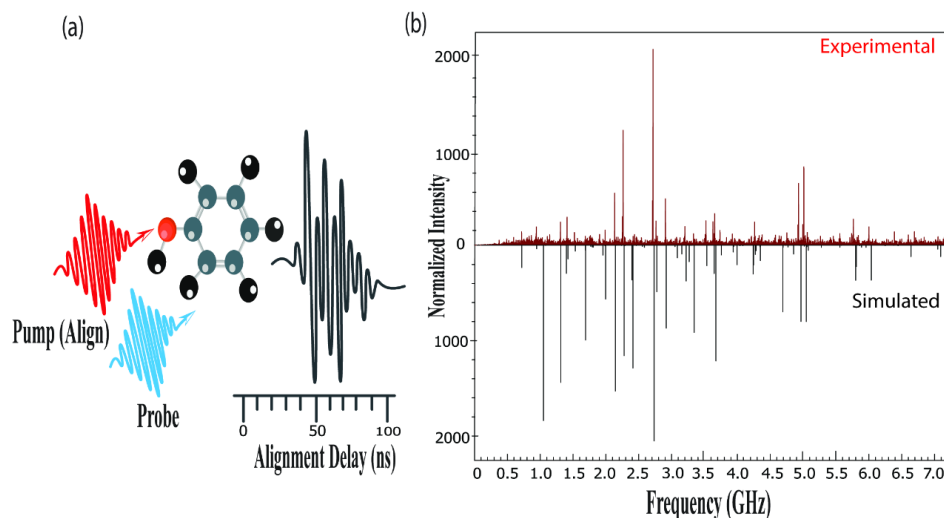 (a)
Pump (Align)
Probe
0 50 100
Alignment Delay (ns)
(b)
Experimental
Simulated
Normalized Intensity
2000
1000
0
1000
2000
0 0.5 1.0 1.5 2.0 2.5 3.0 3.5 4.0 4.5 5.0 5.5 6.0 6.5 7.0
Frequency (GHz)